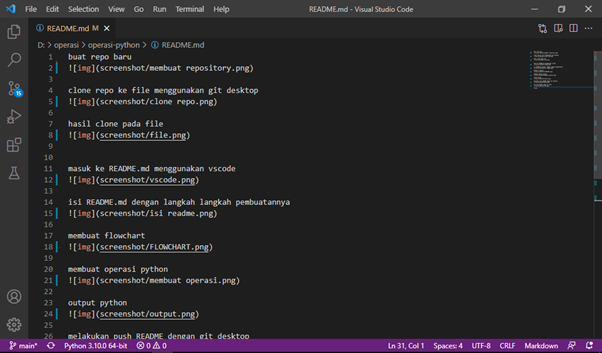 File Edit Selection View Go Run Terminal Help README.md - Visual Studio Code
README.md M
D: > operasi > operasi-python > README.md
1 buat repo baru
2 ![img](screenshot/membuat repository.png)
3
4 clone repo ke file menggunakan git desktop
5 ![img](screenshot/clone repo.png)
6
7 hasil clone pada file
8 ![img](screenshot/file.png)
9
10
11 masuk ke README.md menggunakan vscode
12 ![img](screenshot/vscode.png)
13
14 isi README.md dengan langkah langkah pembuatannya
15 ![img](screenshot/isi readme.png)
16
17 membuat flowchart
18 ![img](screenshot/FLOWCHART.png)
19
20 membuat operasi python
21 ![img](screenshot/membuat operasi.png)
22
23 output python
24 ![img](screenshot/output.png)
25
26 melakukan push README dengan git desktop
15
main* Python 3.10.0 64-bit 0 0 Ln 31, Col 1 Spaces: 4 UTF-8 CRLF Markdown